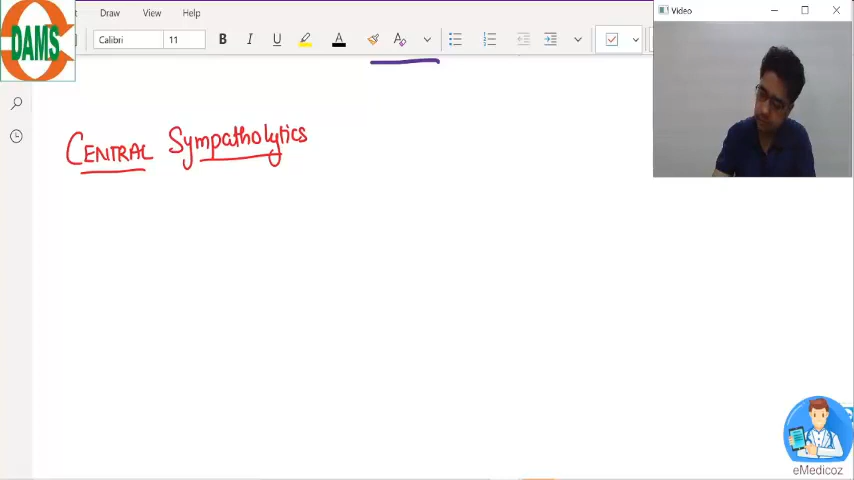 DAMS
Draw View Help
Video
Calibri 11 B I U A A
CENTRAL Sympatholytics
eMedicoz